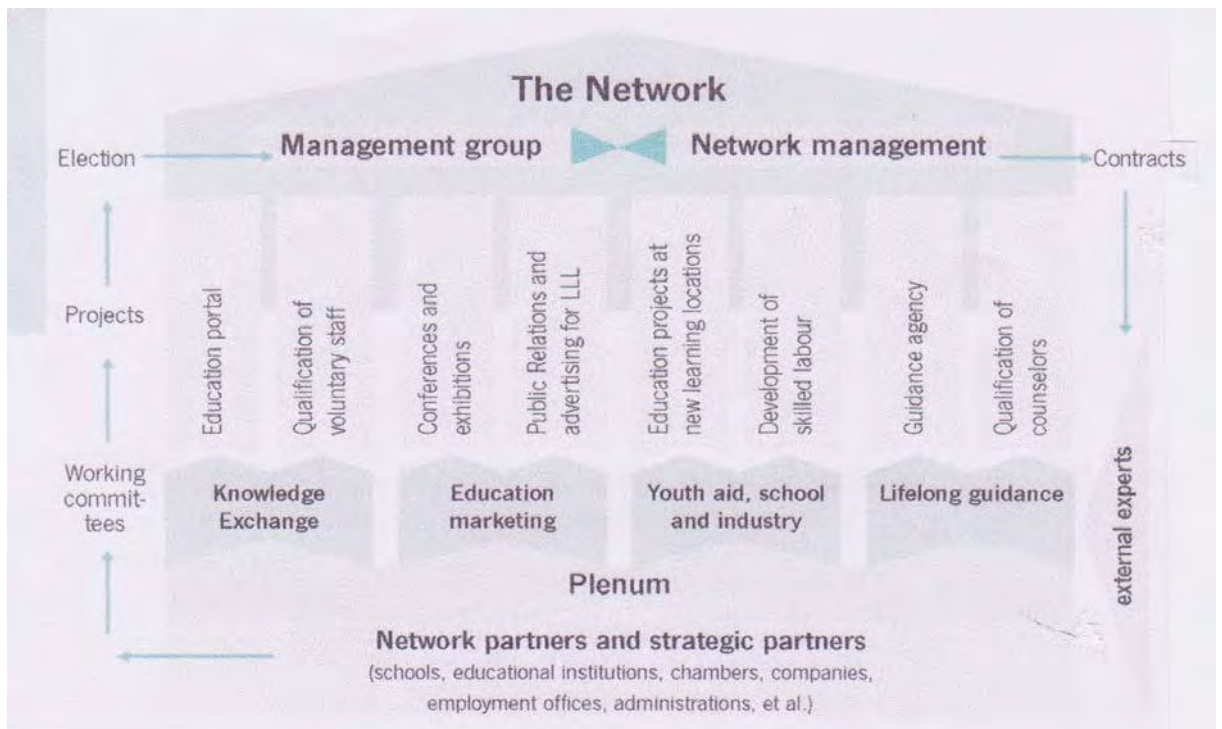 The Network
Election
Management group
Network management
Contracts
Projects
Education portal
Qualification of
voluntary staff
Conferences and
exhibitions
Public Relations and
advertising for LLL
Education projects at
new learning locations
Development of
skilled labour
Guidance agency
Qualification of
counselors
external experts
Working
commit-
tees
Knowledge
Exchange
Education
marketing
Youth aid, school
and industry
Lifelong guidance
Plenum
Network partners and strategic partners
(schools, educational institutions, chambers, companies,
employment offices, administrations, et al.)